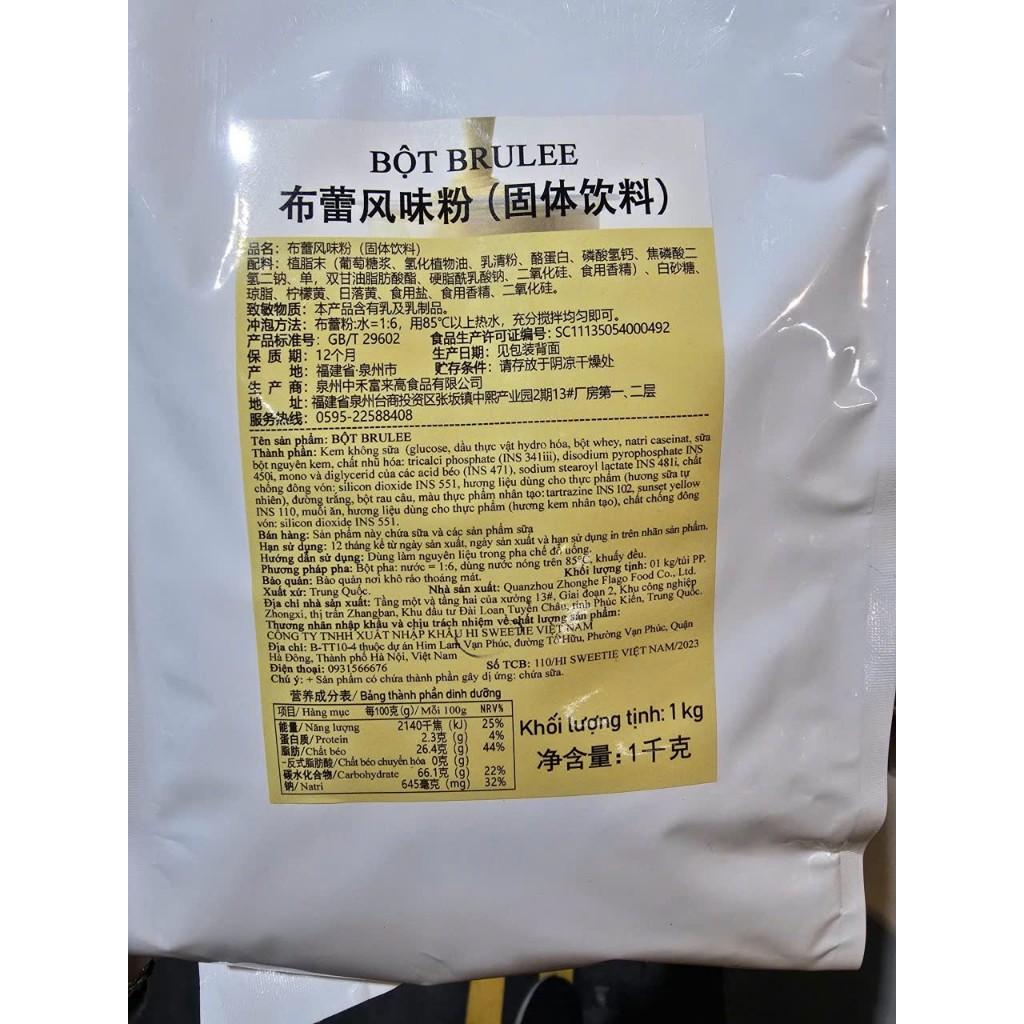 BỘT BRULEE
布蕾风味粉（固体饮料）
品名：布蕾风味粉（固体饮料）
配料：植脂末（葡萄糖浆、氢化植物油、乳清粉、酪蛋白、磷酸氢钙、焦磷酸二
氢二钠、单，双甘油脂肪酸酯、硬脂酰乳酸钠、二氧化硅、食用香精）、白砂糖、
琼脂、柠檬黄、日落黄、食用盐、食用香精、二氧化硅。
致敏物质：本产品含有乳及乳制品。
冲泡方法：布蕾粉:水=1:6，用85℃以上热水，充分搅拌均匀即可。
产品标准号：GB/T 29602 食品生产许可证编号：SC11135054000492
保 质 期：12个月 生产日期：见包装背面
产 地：福建省·泉州市 贮存条件：请存放于阴凉干燥处
生 产 商：泉州中禾富来高食品有限公司
地 址：福建省泉州台商投资区张坂镇中熙产业园2期13#厂房第一、二层
服务热线：0595-22588408
Tên sản phẩm: BỘT BRULEE
Thành phần: Kem không sữa (glucose, dầu thực vật hydro hóa, bột whey, natri caseinat, sữa
bột nguyên kem, chất nhũ hóa: tricalci phosphate (INS 341iii), disodium pyrophosphate INS
450i, mono và diglycerid của các acid béo (INS 471), sodium stearoyl lactate INS 481i, chất
chống đông vón: silicon dioxide INS 551, hương liệu dùng cho thực phẩm (hương sữa tự
nhiên), đường trắng, bột rau câu, màu thực phẩm nhân tạo: tartrazine INS 102, sunset yellow
INS 110, muối ăn, hương liệu dùng cho thực phẩm (hương kem nhân tạo), chất chống đông
vón: silicon dioxide INS 551.
Bán hàng: Sản phẩm này chứa sữa và các sản phẩm sữa
Hạn sử dụng: 12 tháng kể từ ngày sản xuất, ngày sản xuất và hạn sử dụng in trên nhãn sản phẩm.
Hướng dẫn sử dụng: Dùng làm nguyên liệu trong pha chế đồ uống.
Phương pháp pha: Bột pha: nước = 1:6, dùng nước nóng trên 85℃, khuấy đều.
Bảo quản: Bảo quản nơi khô ráo thoáng mát. Khối lượng tịnh: 01 kg/túi PP.
Xuất xứ: Trung Quốc. Nhà sản xuất: Quanzhou Zhonghe Flago Food Co., Ltd.
Địa chỉ nhà sản xuất: Tầng một và tầng hai của xưởng 13#, Giai đoạn 2, Khu công nghiệp
Zhongxi, thị trấn Zhangban, Khu đầu tư Đài Loan Tuyền Châu, tỉnh Phúc Kiến, Trung Quốc.
Thương nhân nhập khẩu và chịu trách nhiệm về chất lượng sản phẩm:
CÔNG TY TNHH XUẤT NHẬP KHẨU HI SWEETIE VIỆT NAM
Địa chỉ: B-TT10-4 thuộc dự án Him Lam Vạn Phúc, đường Tố Hữu, Phường Vạn Phúc, Quận
Hà Đông, Thành phố Hà Nội, Việt Nam
Điện thoại: 0931566676 Số TCB: 110/HI SWEETIE VIỆT NAM/2023
Chú ý: + Sản phẩm có chứa thành phần gây dị ứng: chứa sữa.
营养成分表/ Bảng thành phần dinh dưỡng
项目/ Hàng mục 每100克(g)/ Mỗi 100g NRV%
能量/ Năng lượng 2140千焦 (kJ) 25%
蛋白质/ Protein 2.3克 (g) 4%
脂肪/ Chất béo 26.4克 (g) 44%
-反式脂肪酸/Chất béo chuyển hóa 0克 (g)
碳水化合物/Carbohydrate 66.1克 (g) 22%
钠/ Natri 645毫克 (mg) 32%
Khối lượng tịnh: 1 kg
净含量：1千克